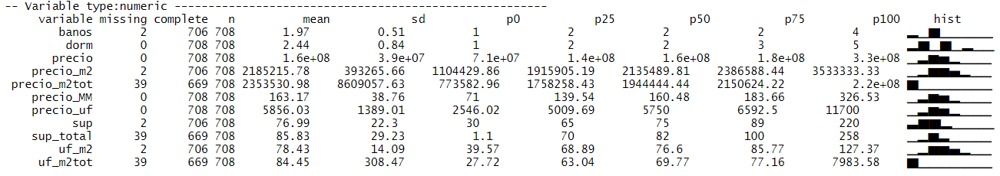 -- Variable type:numeric --------------------------------------------------------
variable missing complete n mean sd p0 p25 p50 p75 p100 hist
banos 2 706 708 1.97 0.51 1 2 2 2 4
dorm 0 708 708 2.44 0.84 1 2 2 3 5
precio 0 708 708 1.6e+08 3.9e+07 7.1e+07 1.4e+08 1.6e+08 1.8e+08 3.3e+08
precio_m2 2 706 708 2185215.78 393265.66 1104429.86 1915905.19 2135489.81 2386588.44 3533333.33
precio_m2tot 39 669 708 2353530.98 8609057.63 773582.96 1758258.43 1944444.44 2150624.22 2.2e+08
precio_MM 0 708 708 163.17 38.76 71 139.54 160.48 183.66 326.53
precio_uf 0 708 708 5856.03 1389.01 2546.02 5009.69 5750 6592.5 11700
sup 2 706 708 76.99 22.3 30 65 75 89 220
sup_total 39 669 708 85.83 29.23 1.1 70 82 100 258
uf_m2 2 706 708 78.43 14.09 39.57 68.89 76.6 85.77 127.37
uf_m2tot 39 669 708 84.45 308.47 27.72 63.04 69.77 77.16 7983.58